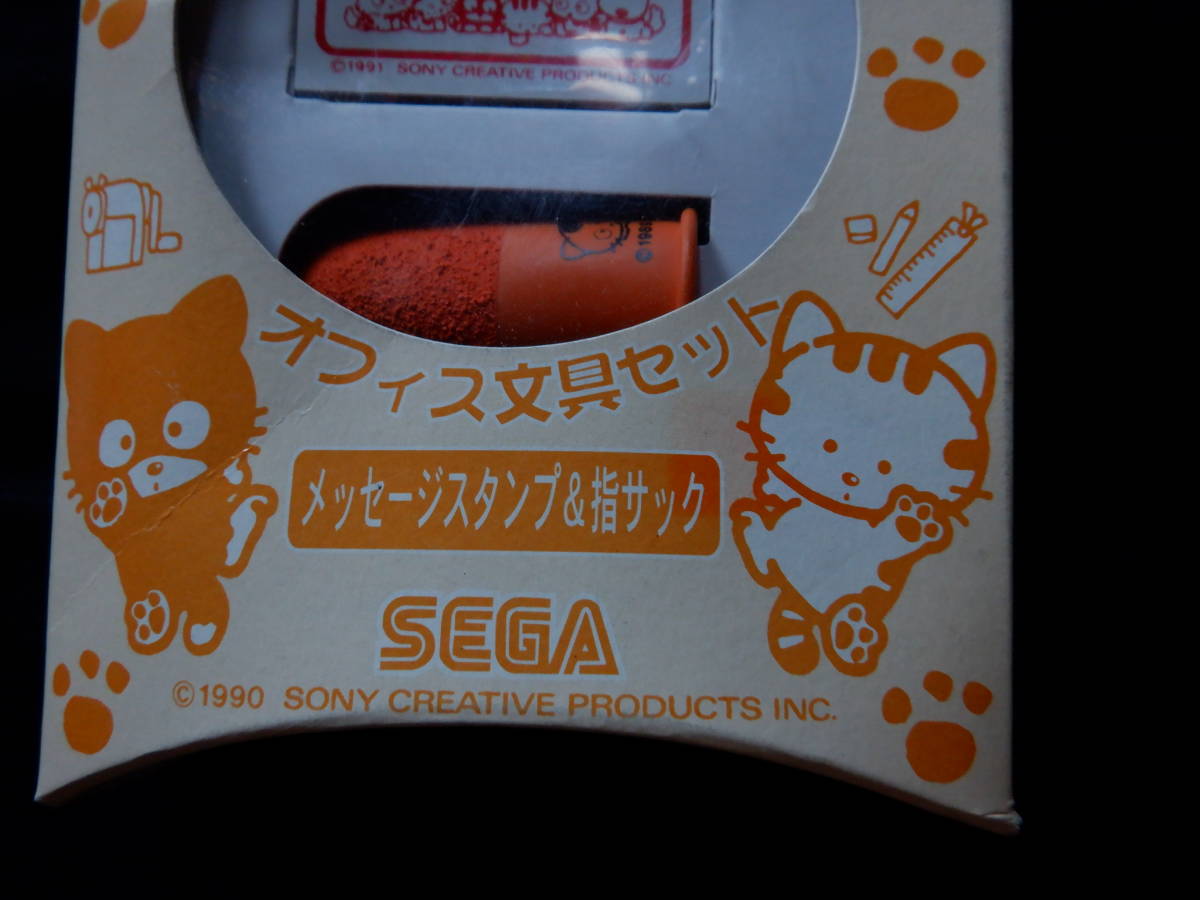 ©1991 SONY CREATIVE PRODUCTS INC
オフィス文具セット
メッセージスタンプ&指サック
SEGA
©1990 SONY CREATIVE PRODUCTS INC.